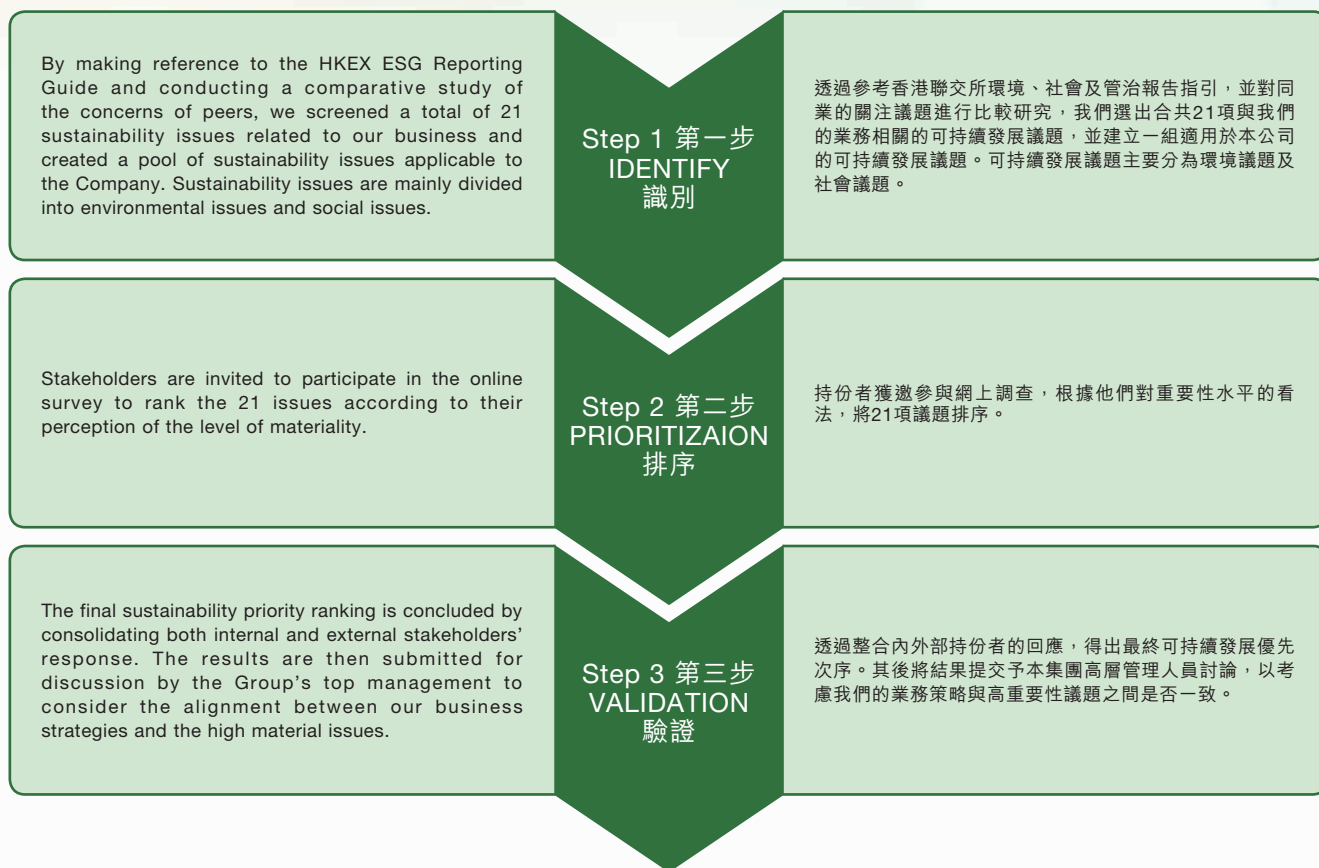 By making reference to the HKEX ESG Reporting
Guide and conducting a comparative study of
the concerns of peers, we screened a total of 21
sustainability issues related to our business and
created a pool of sustainability issues applicable to
the Company. Sustainability issues are mainly divided
into environmental issues and social issues.
Step 1 第一步
IDENTIFY
識別
透過參考香港聯交所環境、社會及管治報告指引，並對同
業的關注議題進行比較研究，我們選出合共21項與我們
的業務相關的可持續發展議題，並建立一組適用於本公司
的可持續發展議題。可持續發展議題主要分為環境議題及
社會議題。
Stakeholders are invited to participate in the online
survey to rank the 21 issues according to their
perception of the level of materiality.
Step 2 第二步
PRIORITIZAION
排序
持份者獲邀參與網上調查，根據他們對重要性水平的看
法，將21項議題排序。
The final sustainability priority ranking is concluded by
consolidating both internal and external stakeholders’
response. The results are then submitted for
discussion by the Group’s top management to
consider the alignment between our business
strategies and the high material issues.
Step 3 第三步
VALIDATION
驗證
透過整合內外部持份者的回應，得出最終可持續發展優先
次序。其後將結果提交予本集團高層管理人員討論，以考
慮我們的業務策略與高重要性議題之間是否一致。